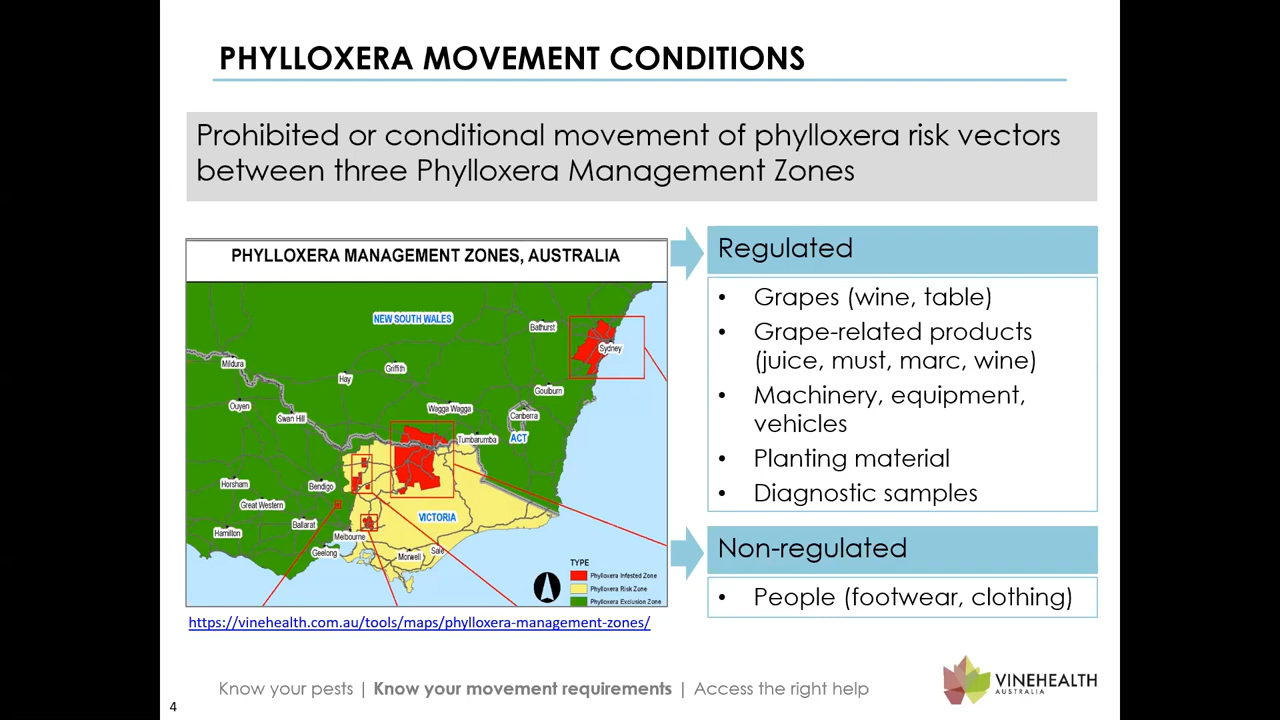 PHYLLOXERA MOVEMENT CONDITIONS
Prohibited or conditional movement of phylloxera risk vectors
between three Phylloxera Management Zones
PHYLLOXERA MANAGEMENT ZONES, AUSTRALIA
NEW SOUTH WALES
Bathurst
Sydney
Mildura
Griffith
Hay
Goulburn
Ouyen
Swan Hill
Wagga Wagga
Canberra
ACT
Tumbarumba
Horsham
Bendigo
Great Western
VICTORIA
Ballarat
Hamilton
Melbourne
Geelong
Morwell
Sale
TYPE
Phylloxera Infested Zone
Phylloxera Risk Zone
Phylloxera Exclusion Zone
https://vinehealth.com.au/tools/maps/phylloxera-management-zones/
Regulated
• Grapes (wine, table)
• Grape-related products
(juice, must, marc, wine)
• Machinery, equipment,
vehicles
• Planting material
• Diagnostic samples
Non-regulated
• People (footwear, clothing)
Know your pests | Know your movement requirements | Access the right help
VINEHEALTH
AUSTRALIA
4